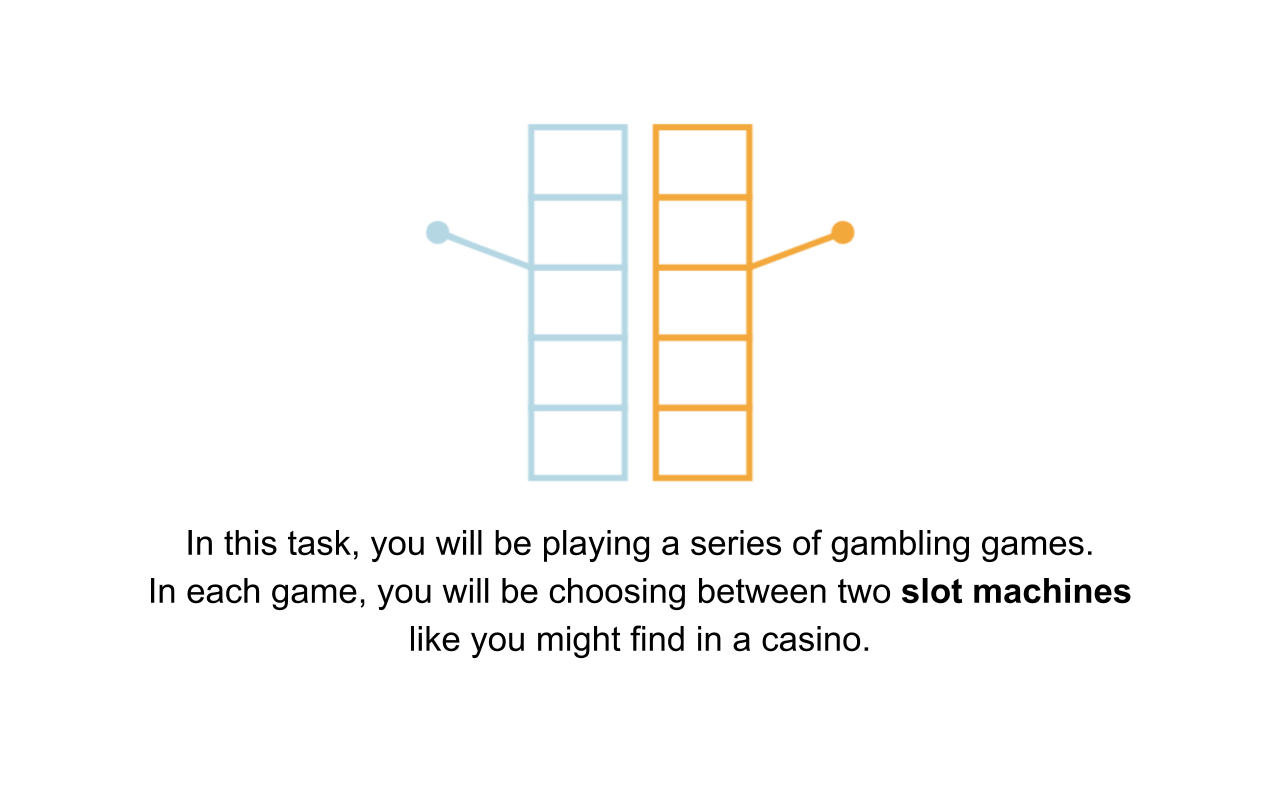 In this task, you will be playing a series of gambling games.
In each game, you will be choosing between two slot machines
like you might find in a casino.